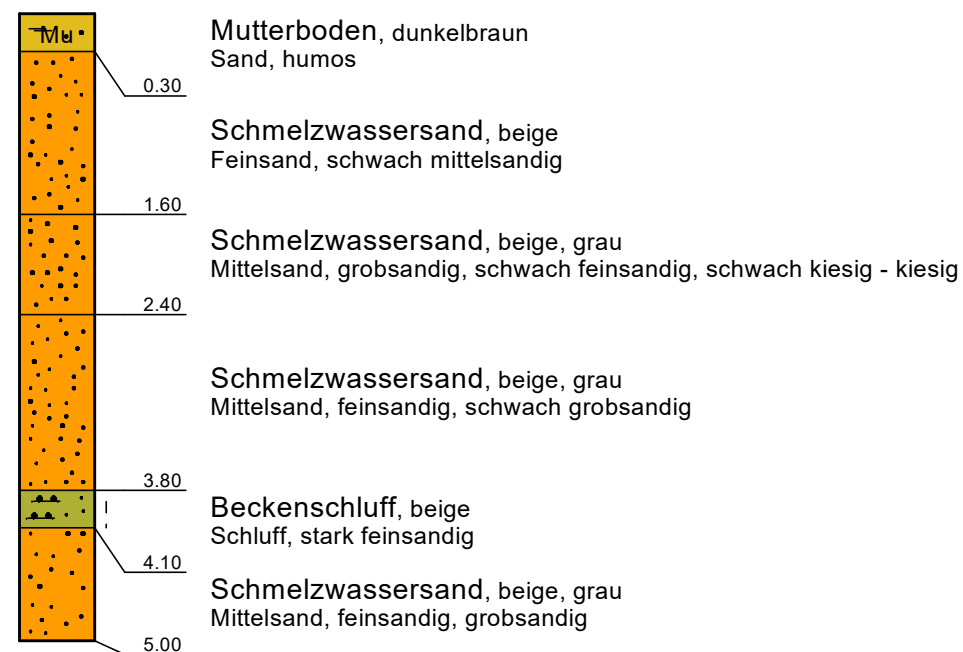 Mu
Mutterboden, dunkelbraun
Sand, humos
0.30
Schmelzwassersand, beige
Feinsand, schwach mittelsandig
1.60
Schmelzwassersand, beige, grau
Mittelsand, grobsandig, schwach feinsandig, schwach kiesig - kiesig
2.40
Schmelzwassersand, beige, grau
Mittelsand, feinsandig, schwach grobsandig
3.80
Beckenschluff, beige
Schluff, stark feinsandig
4.10
Schmelzwassersand, beige, grau
Mittelsand, feinsandig, grobsandig
5.00